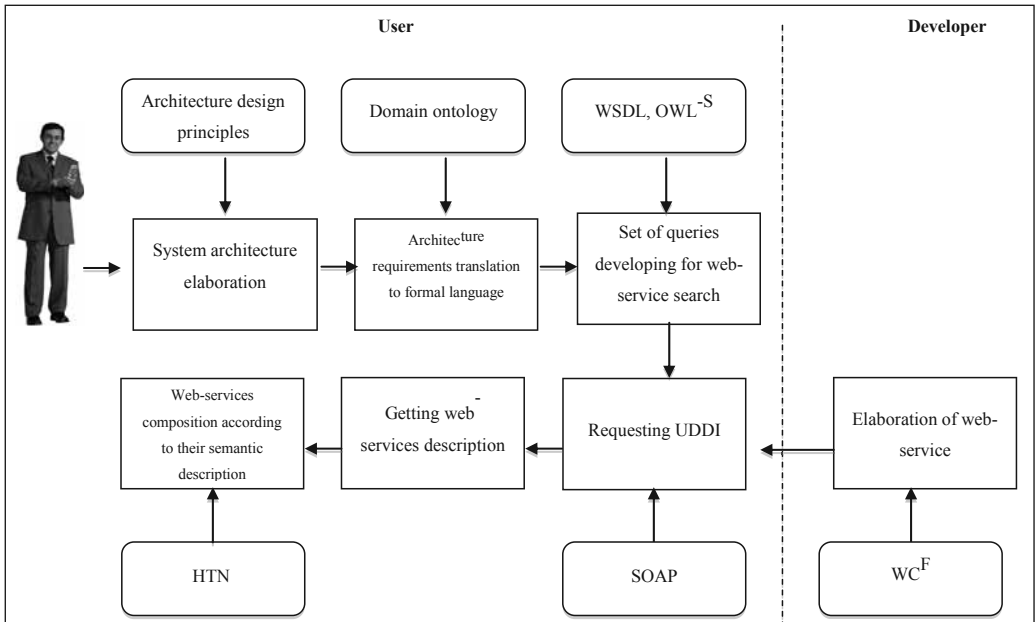 User
Developer
Architecture design
principles
Domain ontology
WSDL, OWL-S
System architecture
elaboration
Architecture
requirements translation
to formal language
Set of queries
developing for web-
service search
Web-services
composition according
to their semantic
description
Getting web-
services description
Requesting UDDI
Elaboration of web-
service
HTN
SOAP
WCF